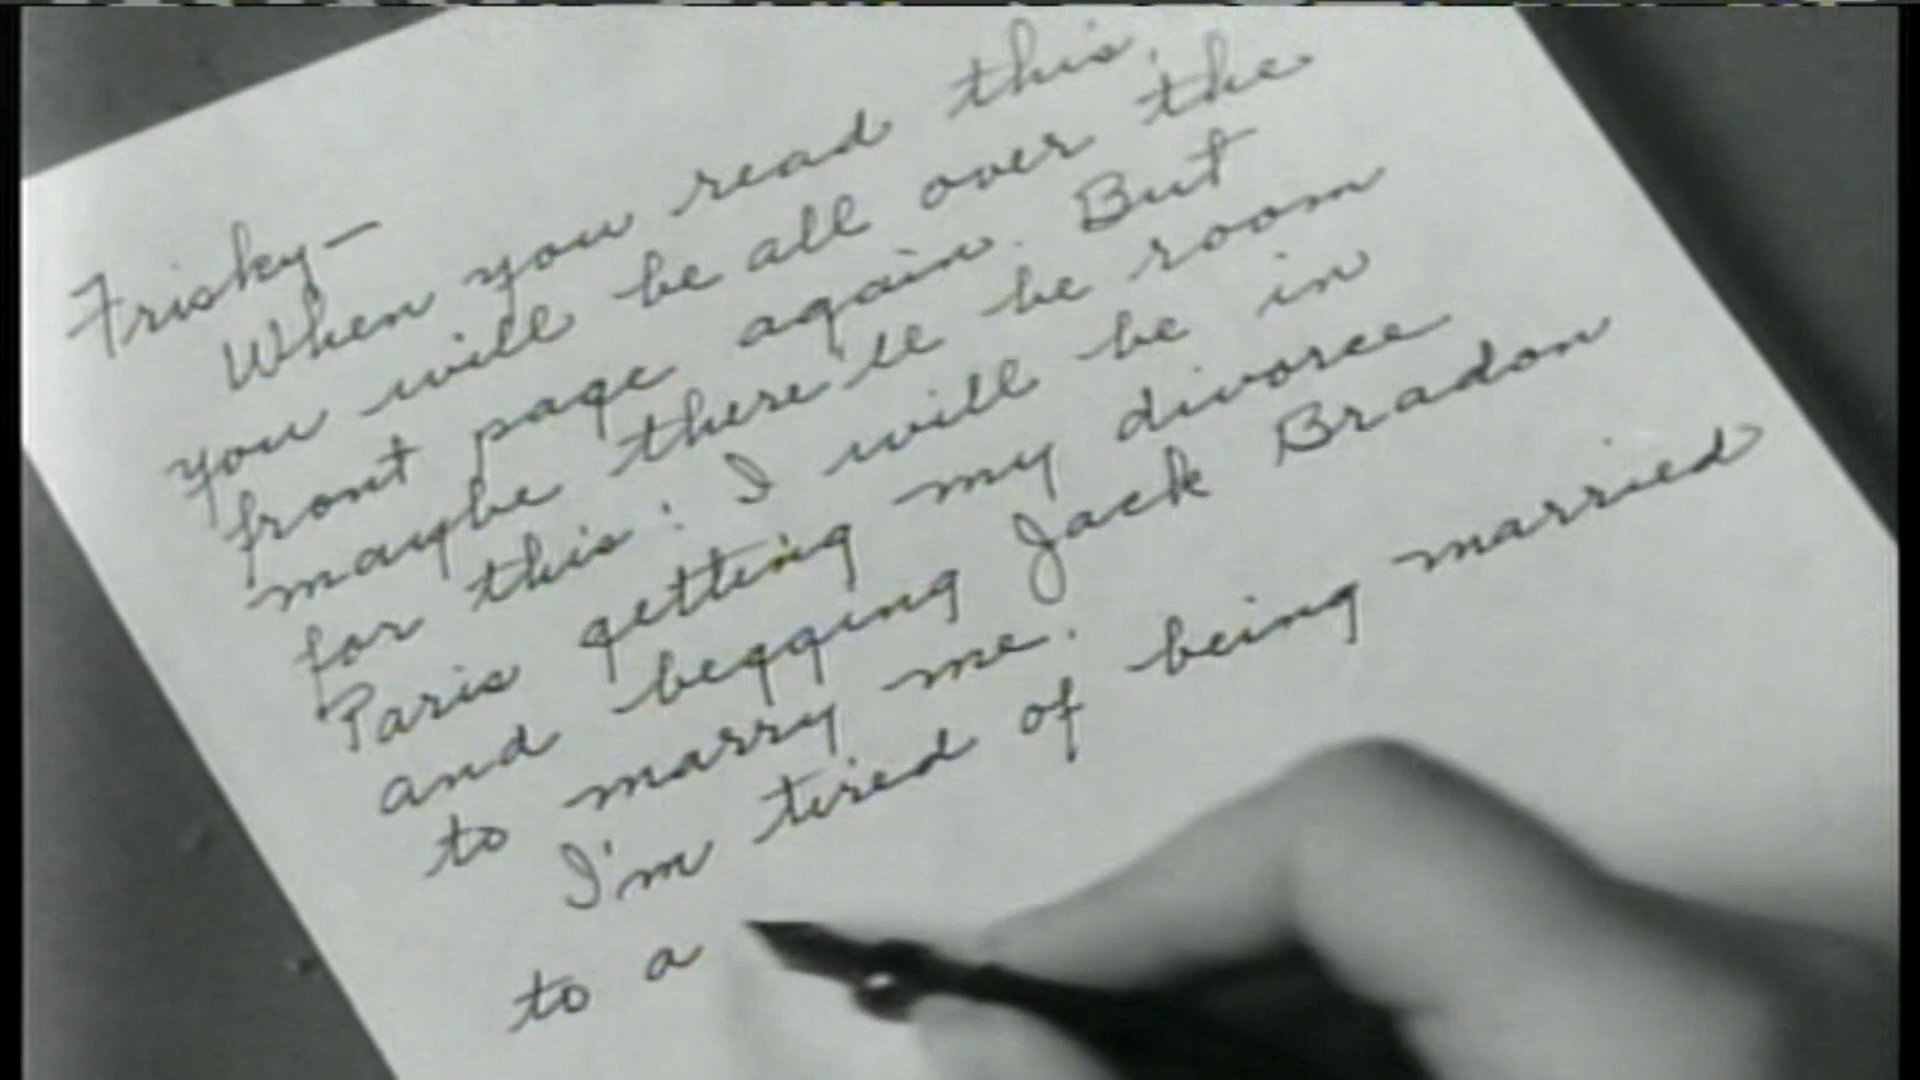 Frisky—
When you read this,
you will be all over the
front page again. But
maybe there'll be room
for this: I will be in
Paris getting my divorce
and begging Jack Bradon
to marry me.
I'm tired of being married
to a